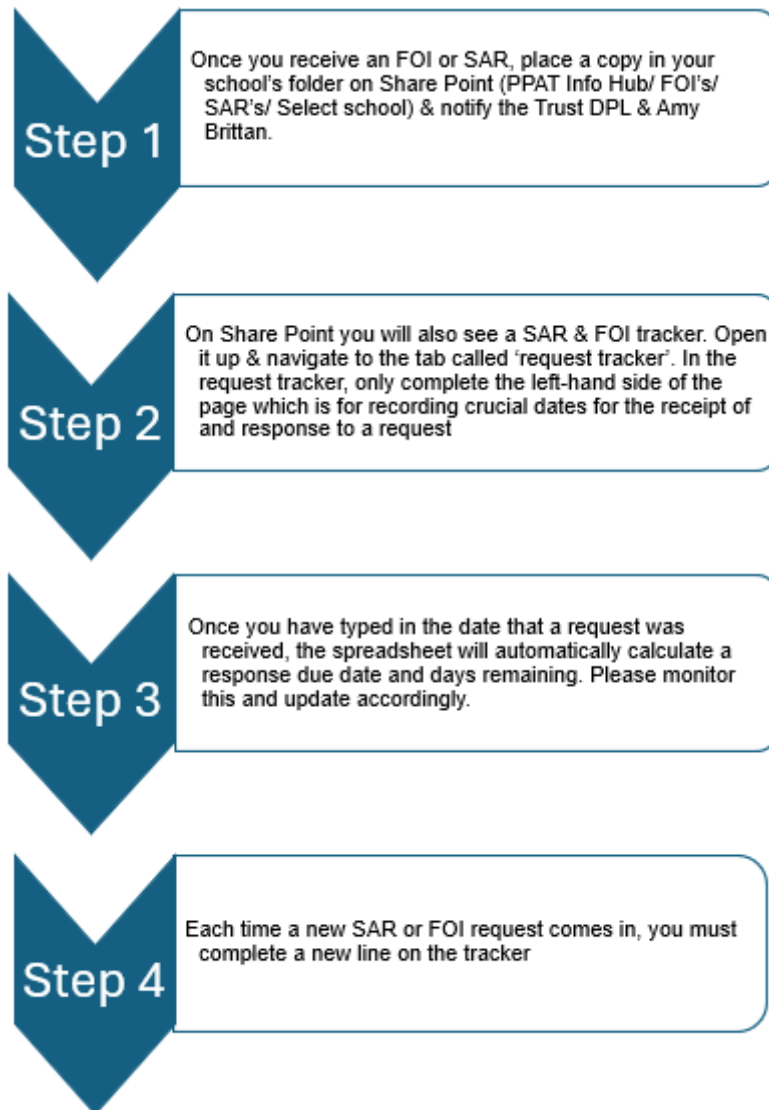 Step 1
Once you receive an FOI or SAR, place a copy in your
school's folder on Share Point (PPAT Info Hub/ FOI's/
SAR's/ Select school) & notify the Trust DPL & Amy
Brittan.
Step 2
On Share Point you will also see a SAR & FOI tracker. Open
it up & navigate to the tab called ‘request tracker’. In the
request tracker, only complete the left-hand side of the
page which is for recording crucial dates for the receipt of
and response to a request
Step 3
Once you have typed in the date that a request was
received, the spreadsheet will automatically calculate a
response due date and days remaining. Please monitor
this and update accordingly.
Step 4
Each time a new SAR or FOI request comes in, you must
complete a new line on the tracker